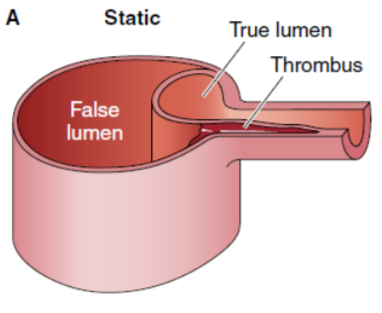 A
Static
True lumen
Thrombus
False
lumen